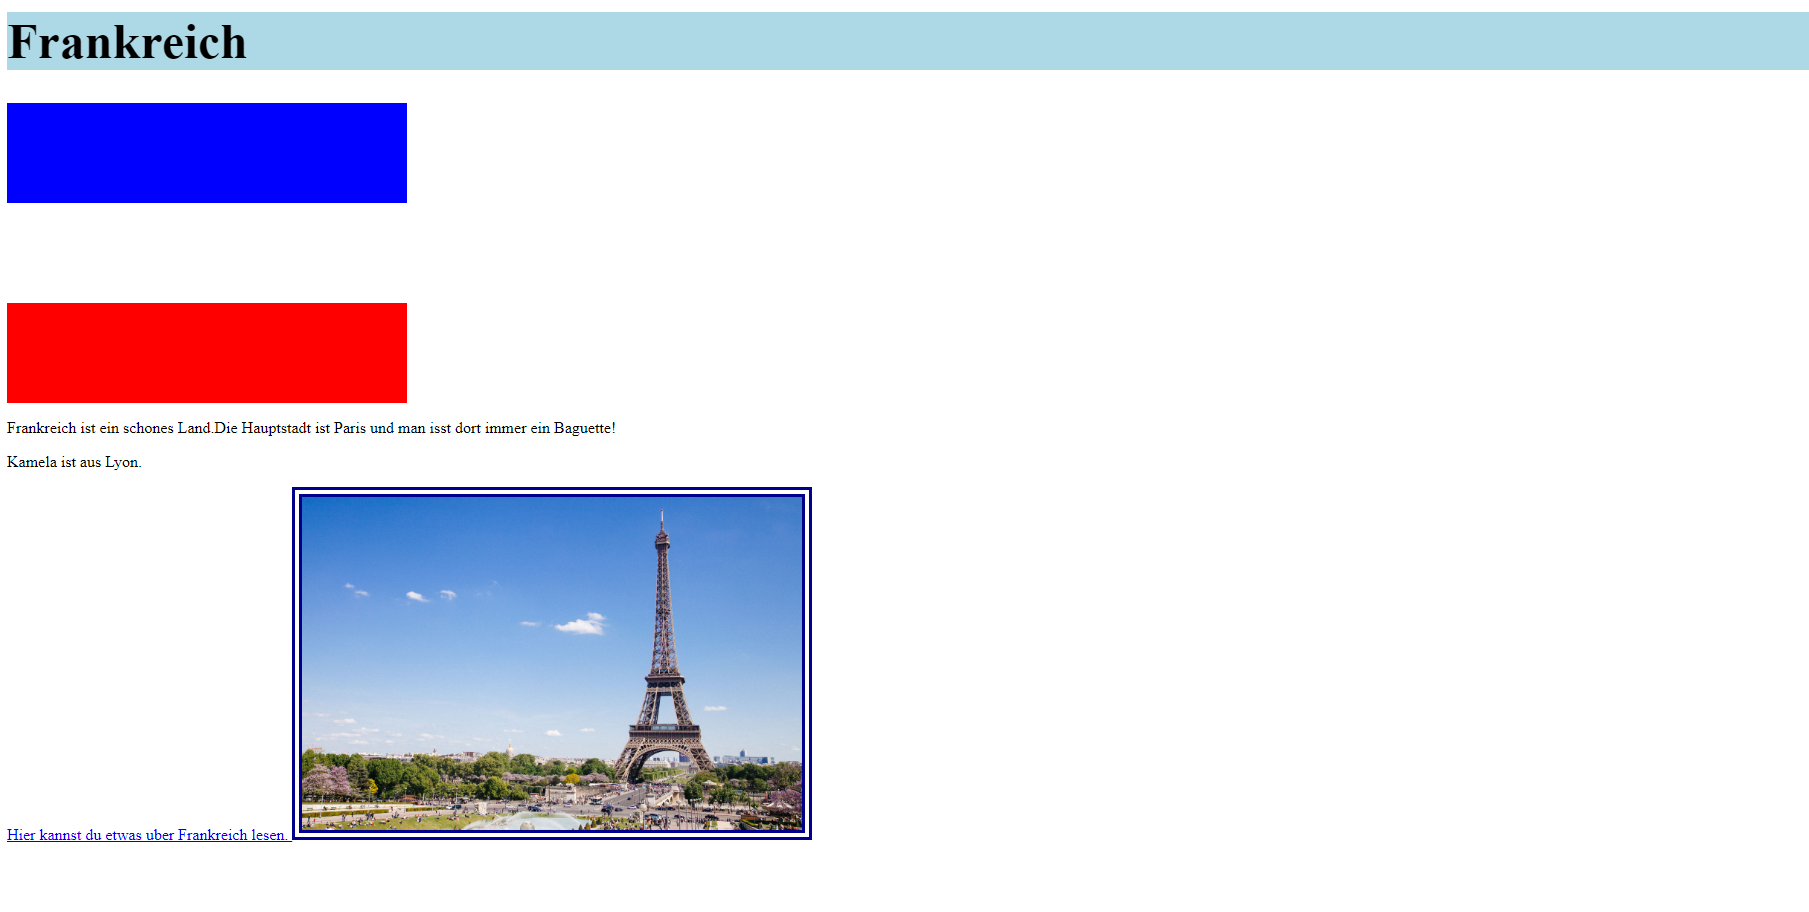 Frankreich
Frankreich ist ein schones Land.Die Hauptstadt ist Paris und man isst dort immer ein Baguette!
Kamela ist aus Lyon.
Hier kannst du etwas uber Frankreich lesen.